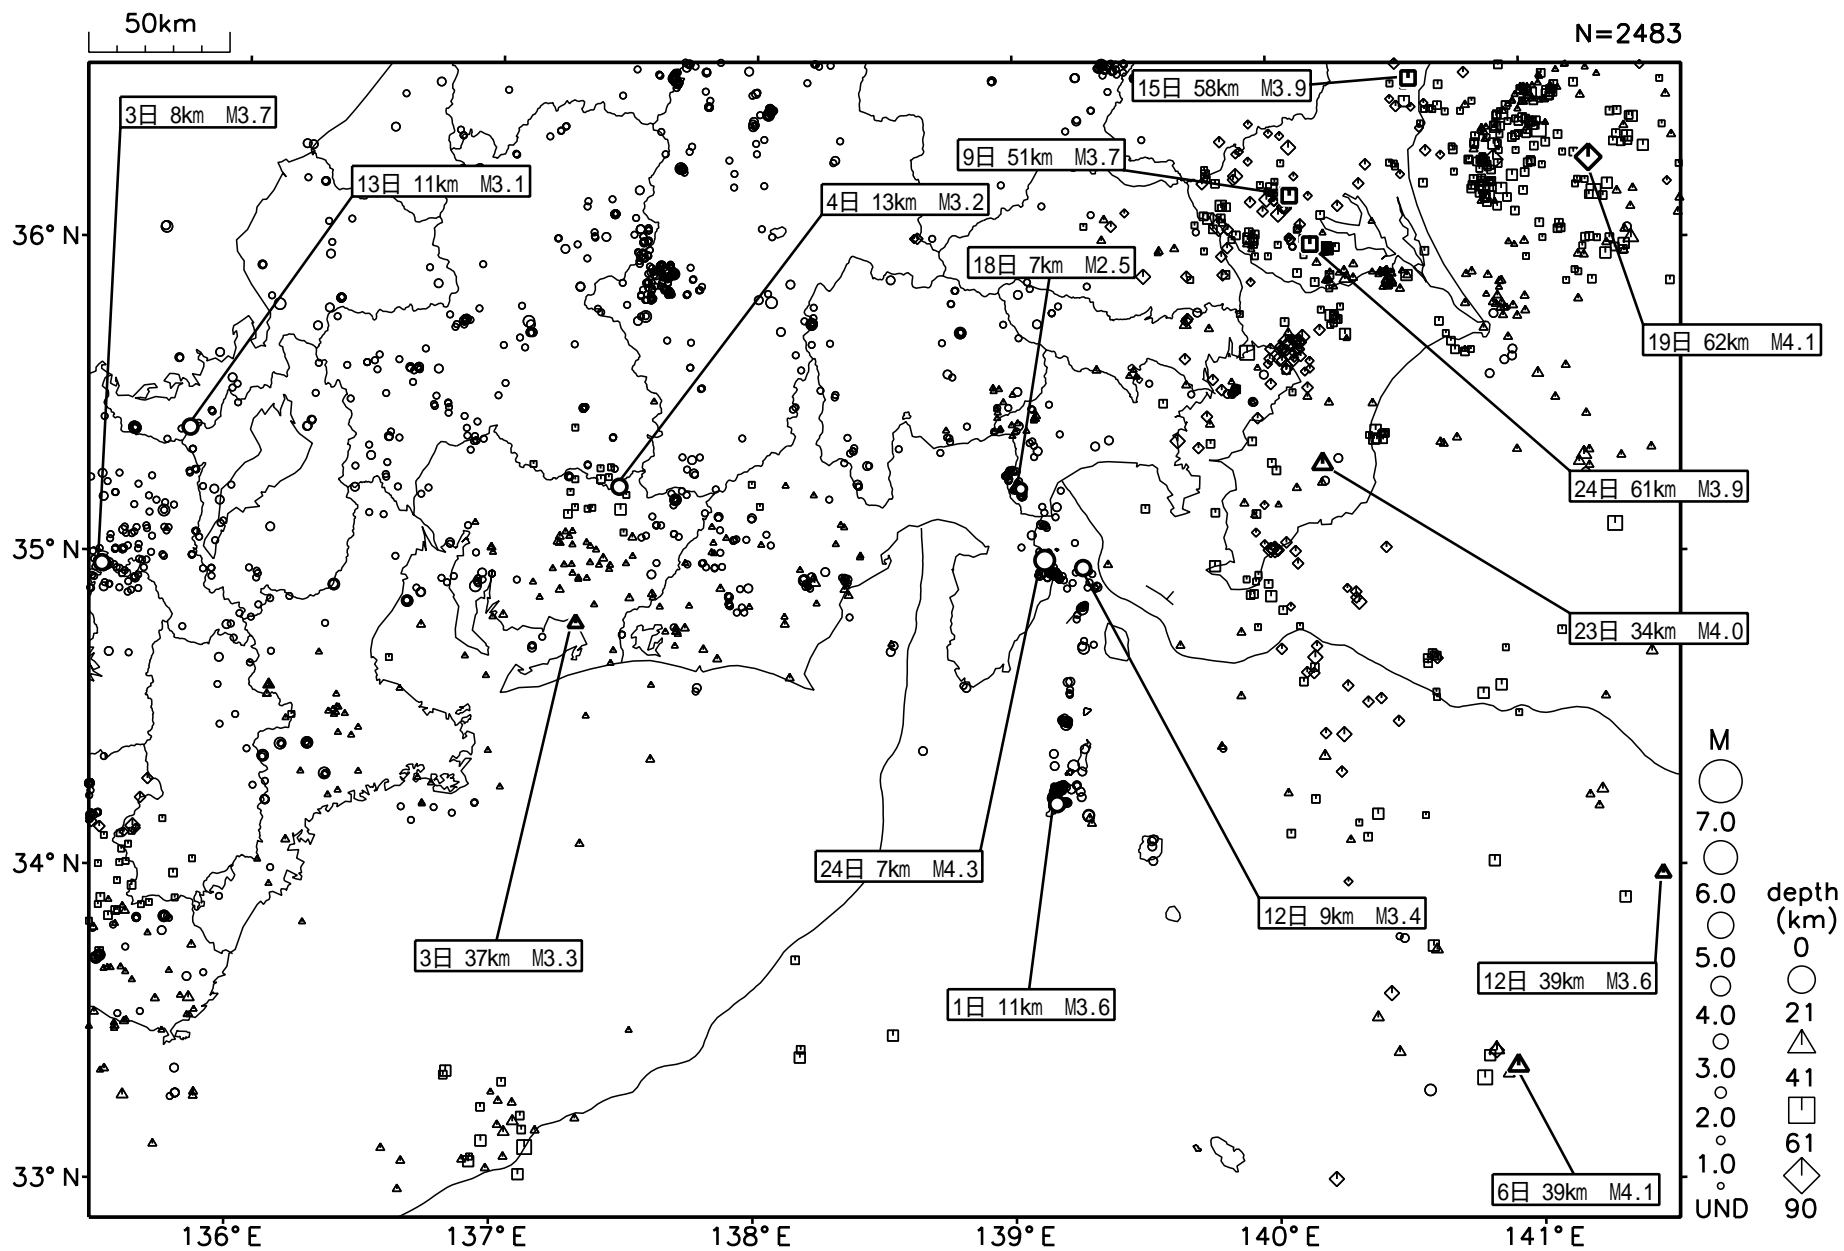 50km
N=2483
15日 58km M3.9
3日 8km M3.7
9日 51km M3.7
13日 11km M3.1
4日 13km M3.2
36°N
18日 7km M2.5
19日 62km M4.1
24日 61km M3.9
35°N
23日 34km M4.0
M
7.0
6.0
5.0
4.0
3.0
2.0
1.0
UND
depth
(km)
0
21
41
61
90
34°N
24日 7km M4.3
12日 9km M3.4
3日 37km M3.3
12日 39km M3.6
1日 11km M3.6
33°N
6日 39km M4.1
136°E
137°E
138°E
139°E
140°E
141°E